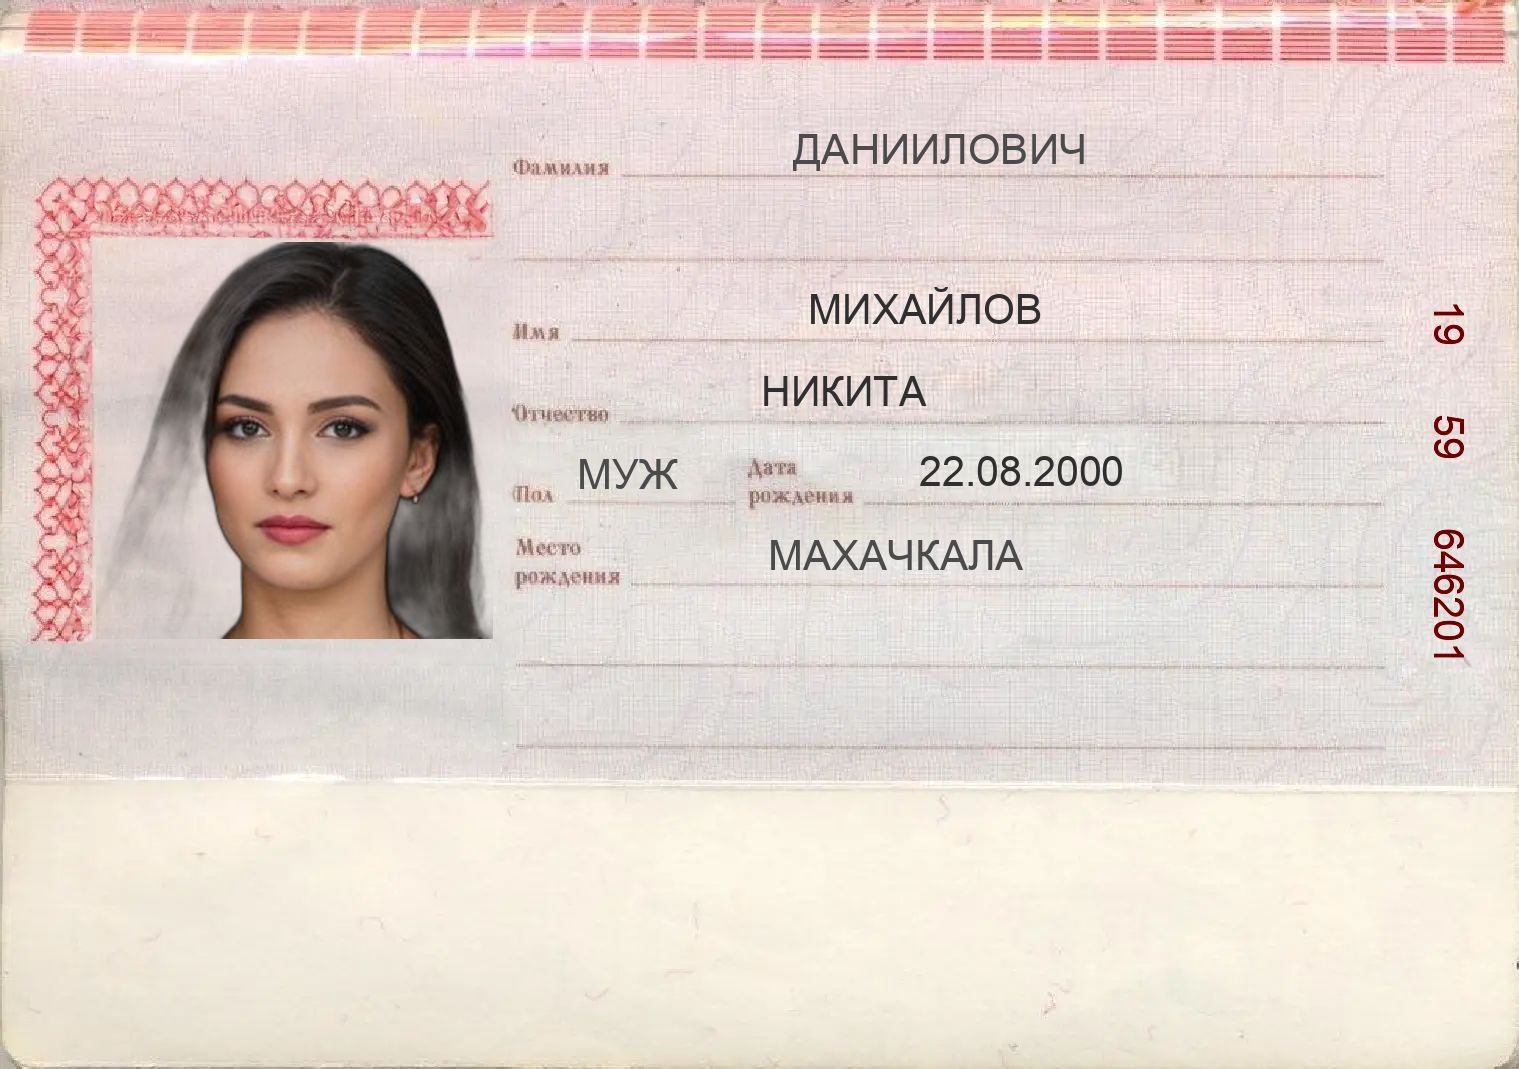 Фамилия ДАНИИЛОВИЧ
Имя МИХАЙЛОВ
Отчество НИКИТА
Пол МУЖ Дата рождения 22.08.2000
Место рождения МАХАЧКАЛА
19 59 646201